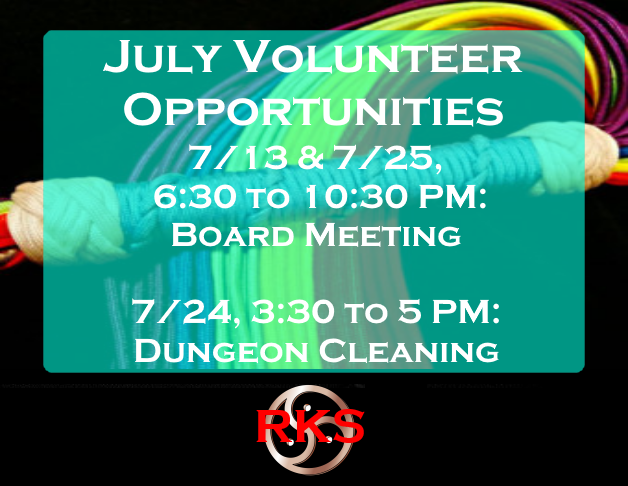 July Volunteer
Opportunities
7/13 & 7/25,
6:30 to 10:30 PM:
Board Meeting
7/24, 3:30 to 5 PM:
Dungeon Cleaning
RKS